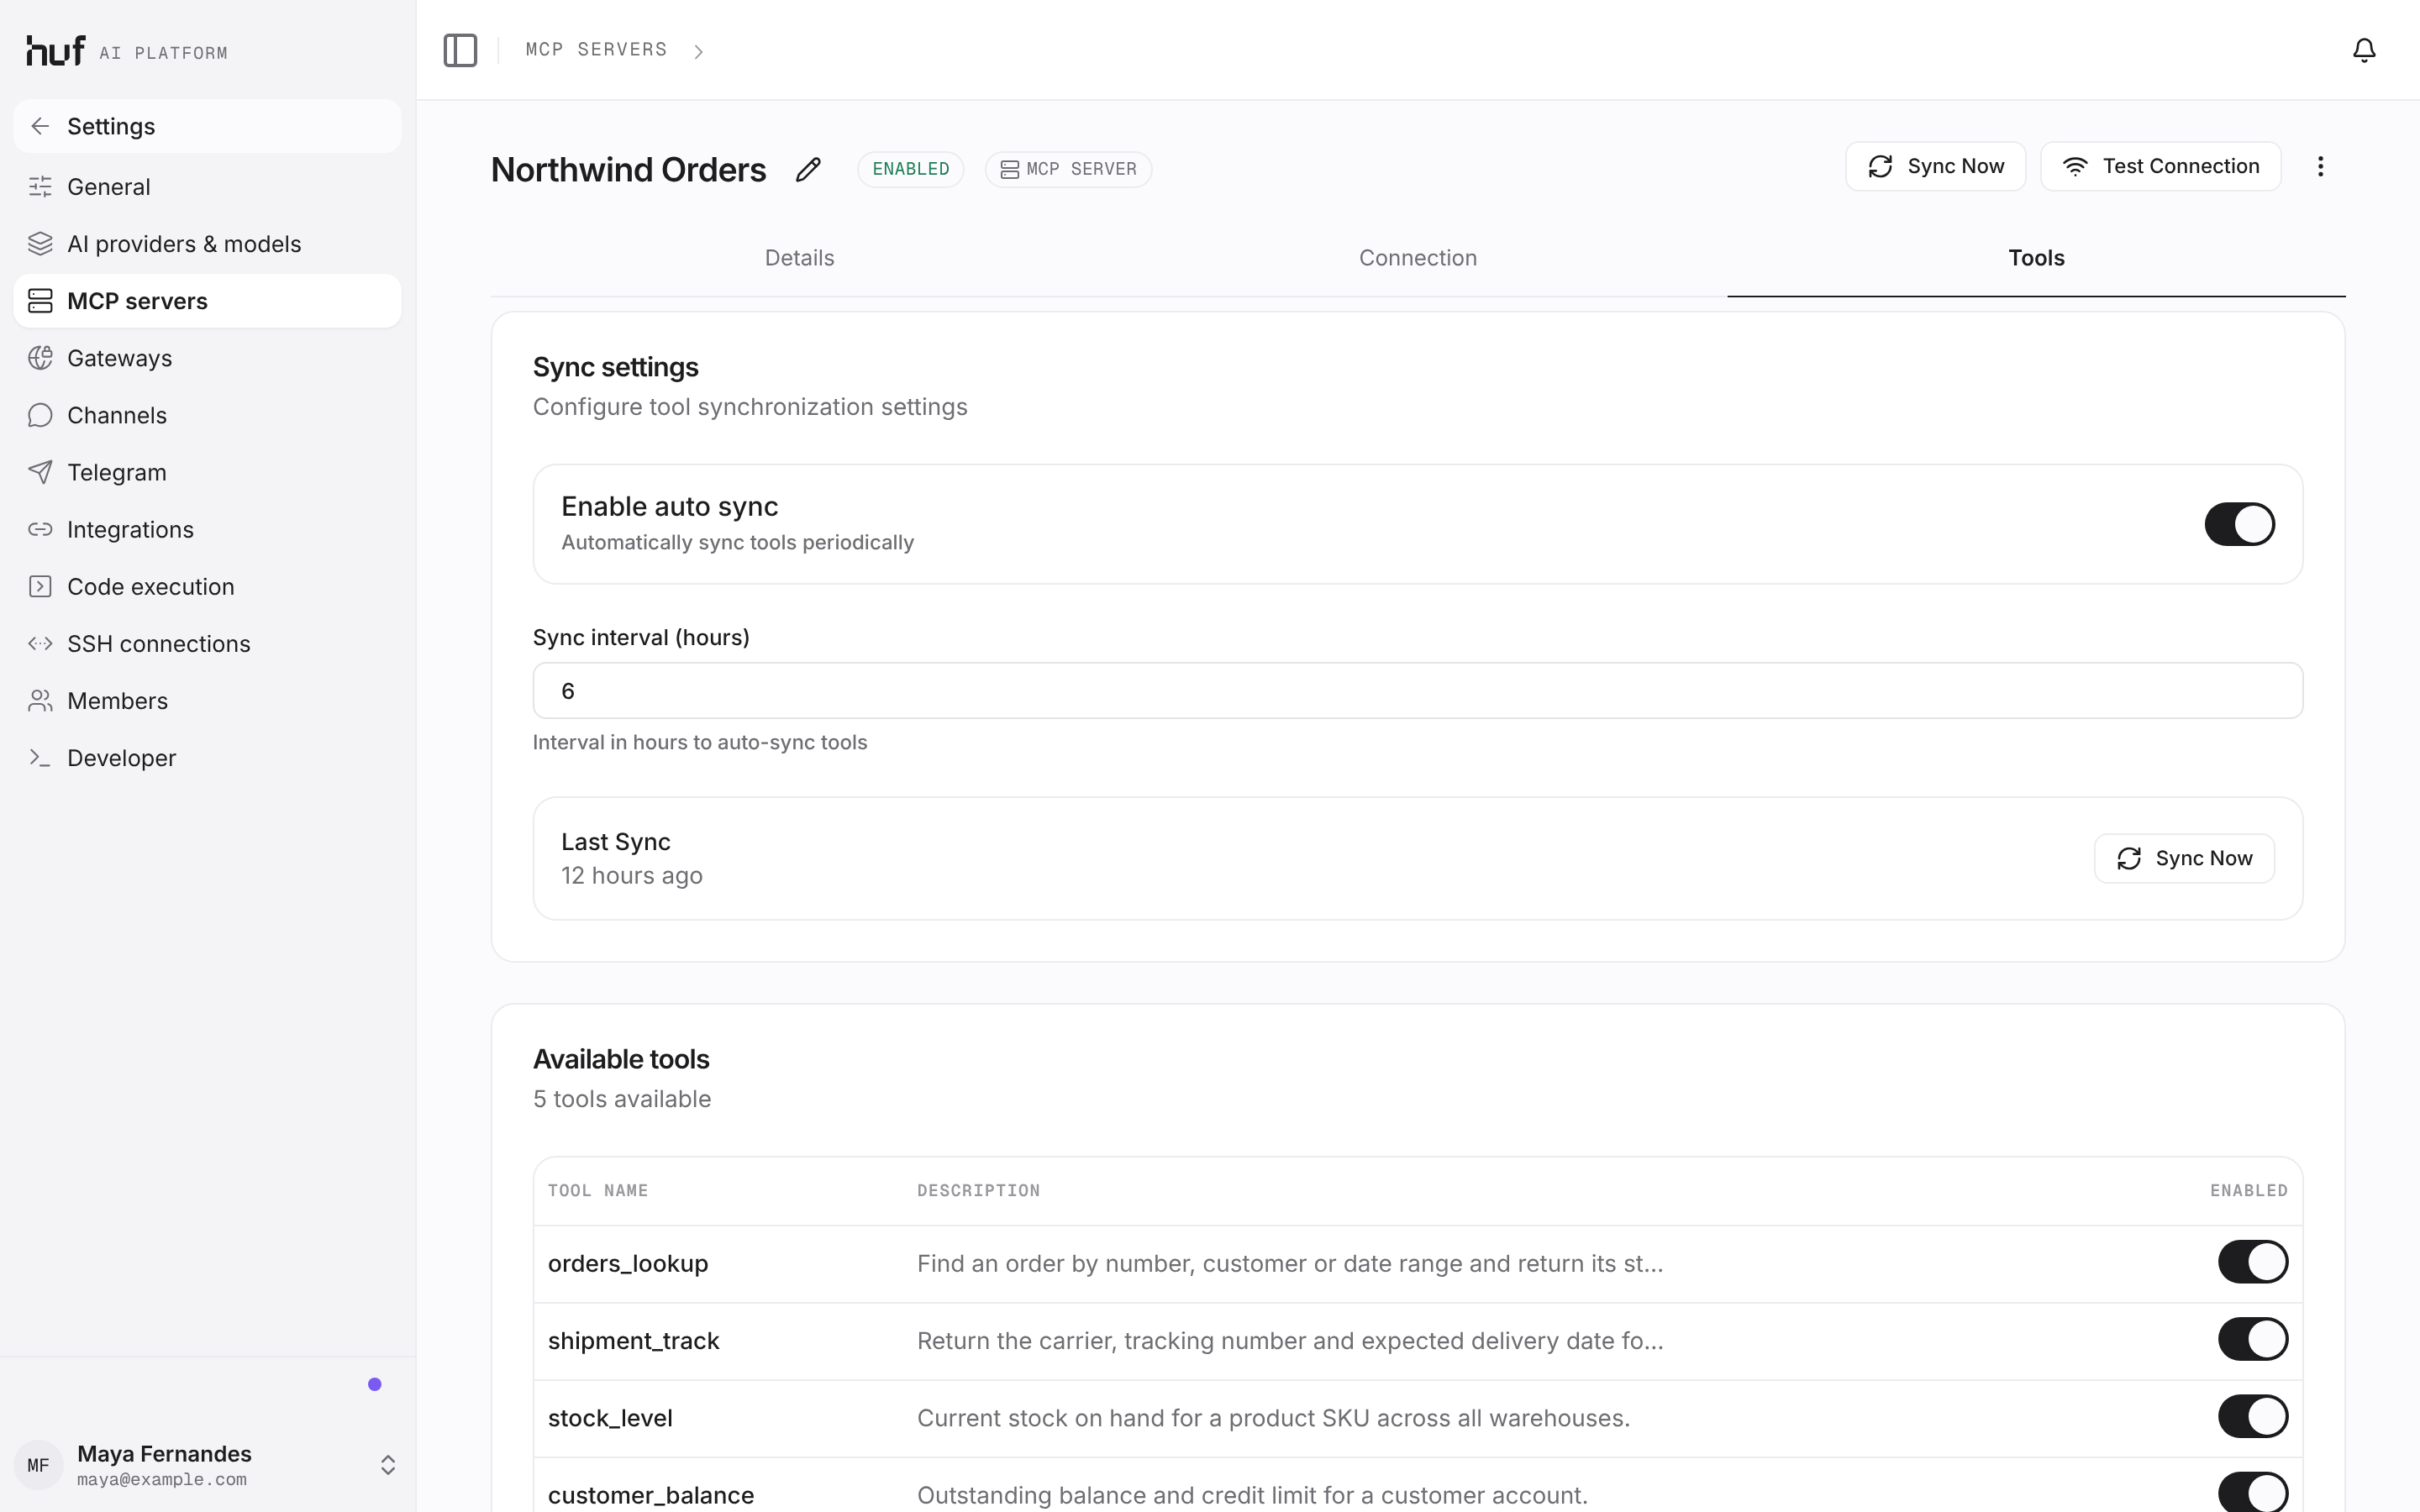 huf AI PLATFORM
Settings
General
AI providers & models
MCP servers
Gateways
Channels
Telegram
Integrations
Code execution
SSH connections
Members
Developer
MF
Maya Fernandes
maya@example.com
MCP SERVERS
Northwind Orders
ENABLED
MCP SERVER
Sync Now
Test Connection
Details
Connection
Tools
Sync settings
Configure tool synchronization settings
Enable auto sync
Automatically sync tools periodically
Sync interval (hours)
6
Interval in hours to auto-sync tools
Last Sync
12 hours ago
Sync Now
Available tools
5 tools available
TOOL NAME DESCRIPTION ENABLED
orders_lookup Find an order by number, customer or date range and return its st...
shipment_track Return the carrier, tracking number and expected delivery date fo...
stock_level Current stock on hand for a product SKU across all warehouses.
customer_balance Outstanding balance and credit limit for a customer account.